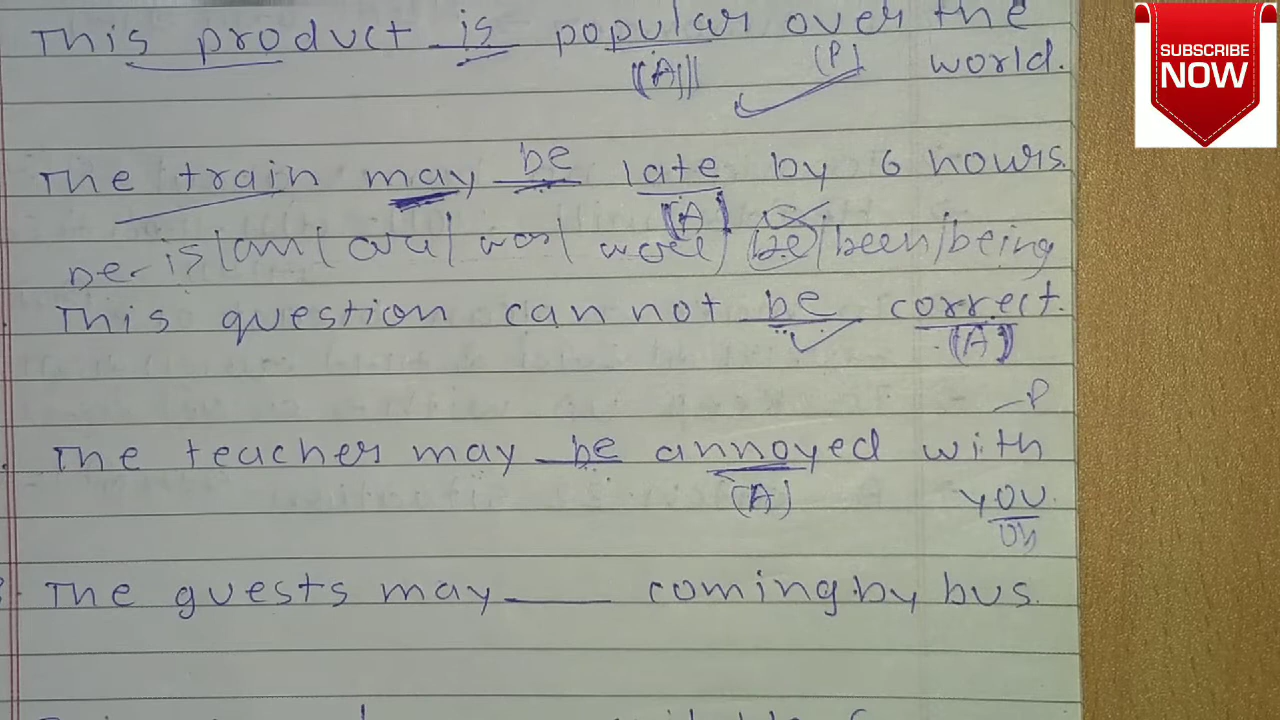 This product is popular over the
(A) (P) world.
SUBSCRIBE
NOW
The train may be late by 6 hours.
(A)
is/am/are/was/were/be/been/being
This question can not be correct.
(A)
P
The teacher may be annoyed with
(A) you.
The guests may ____ coming by bus.